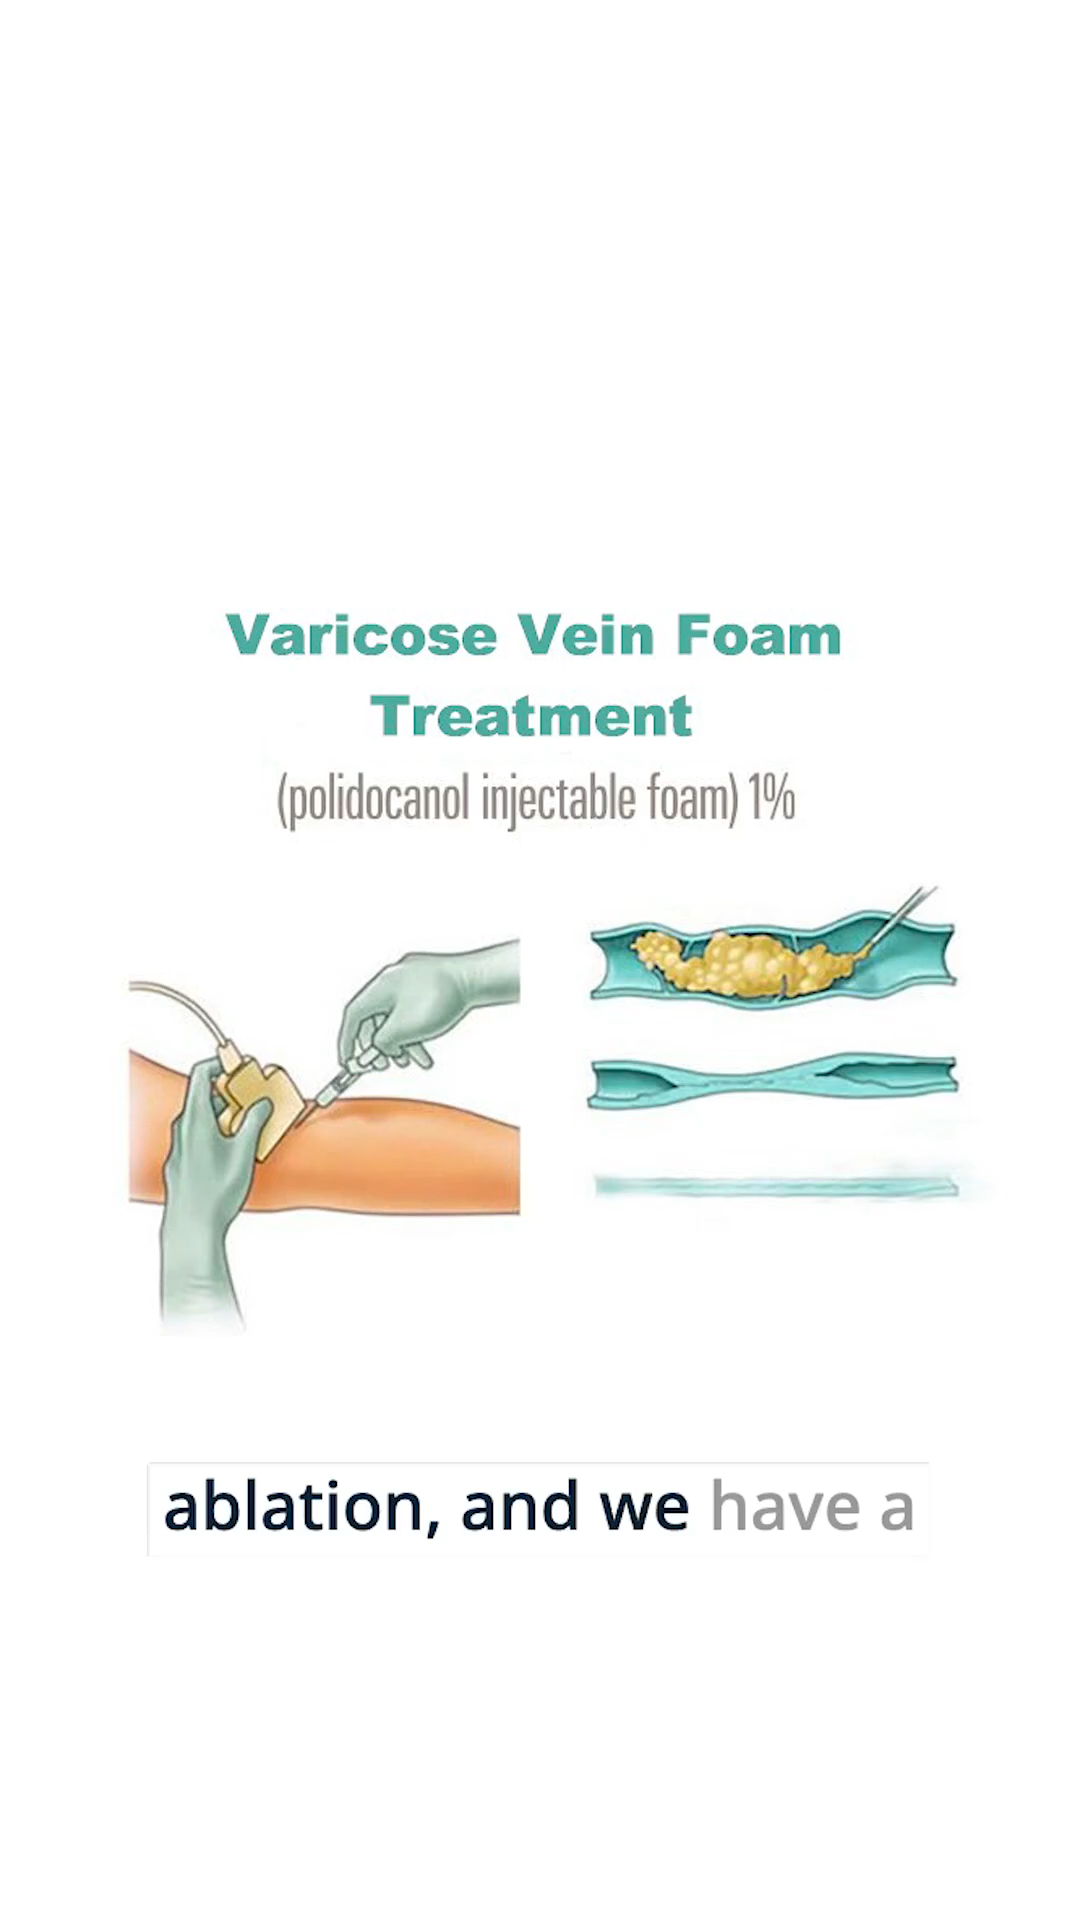 Varicose Vein Foam
Treatment
(polidocanol injectable foam) 1%
ablation, and we have a